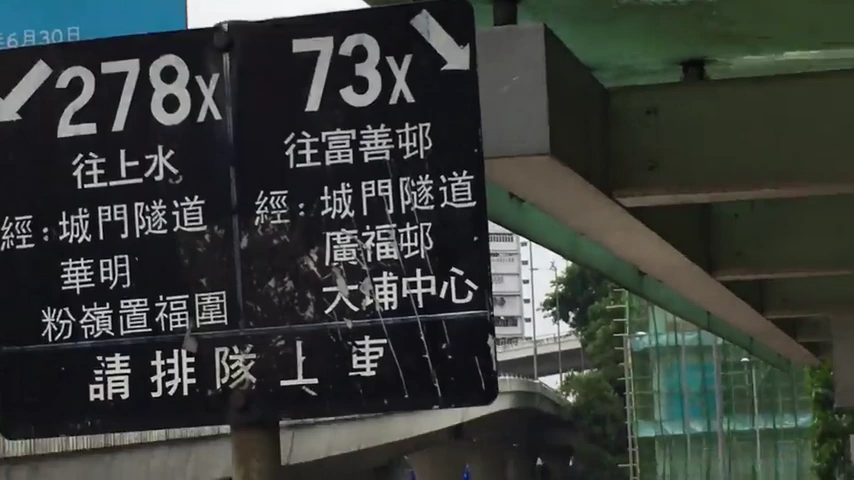 年6月30日
278X
往上水
經：城門隧道
華明
粉嶺置福圍
73X
往富善邨
經：城門隧道
廣福邨
大埔中心
請排隊上車